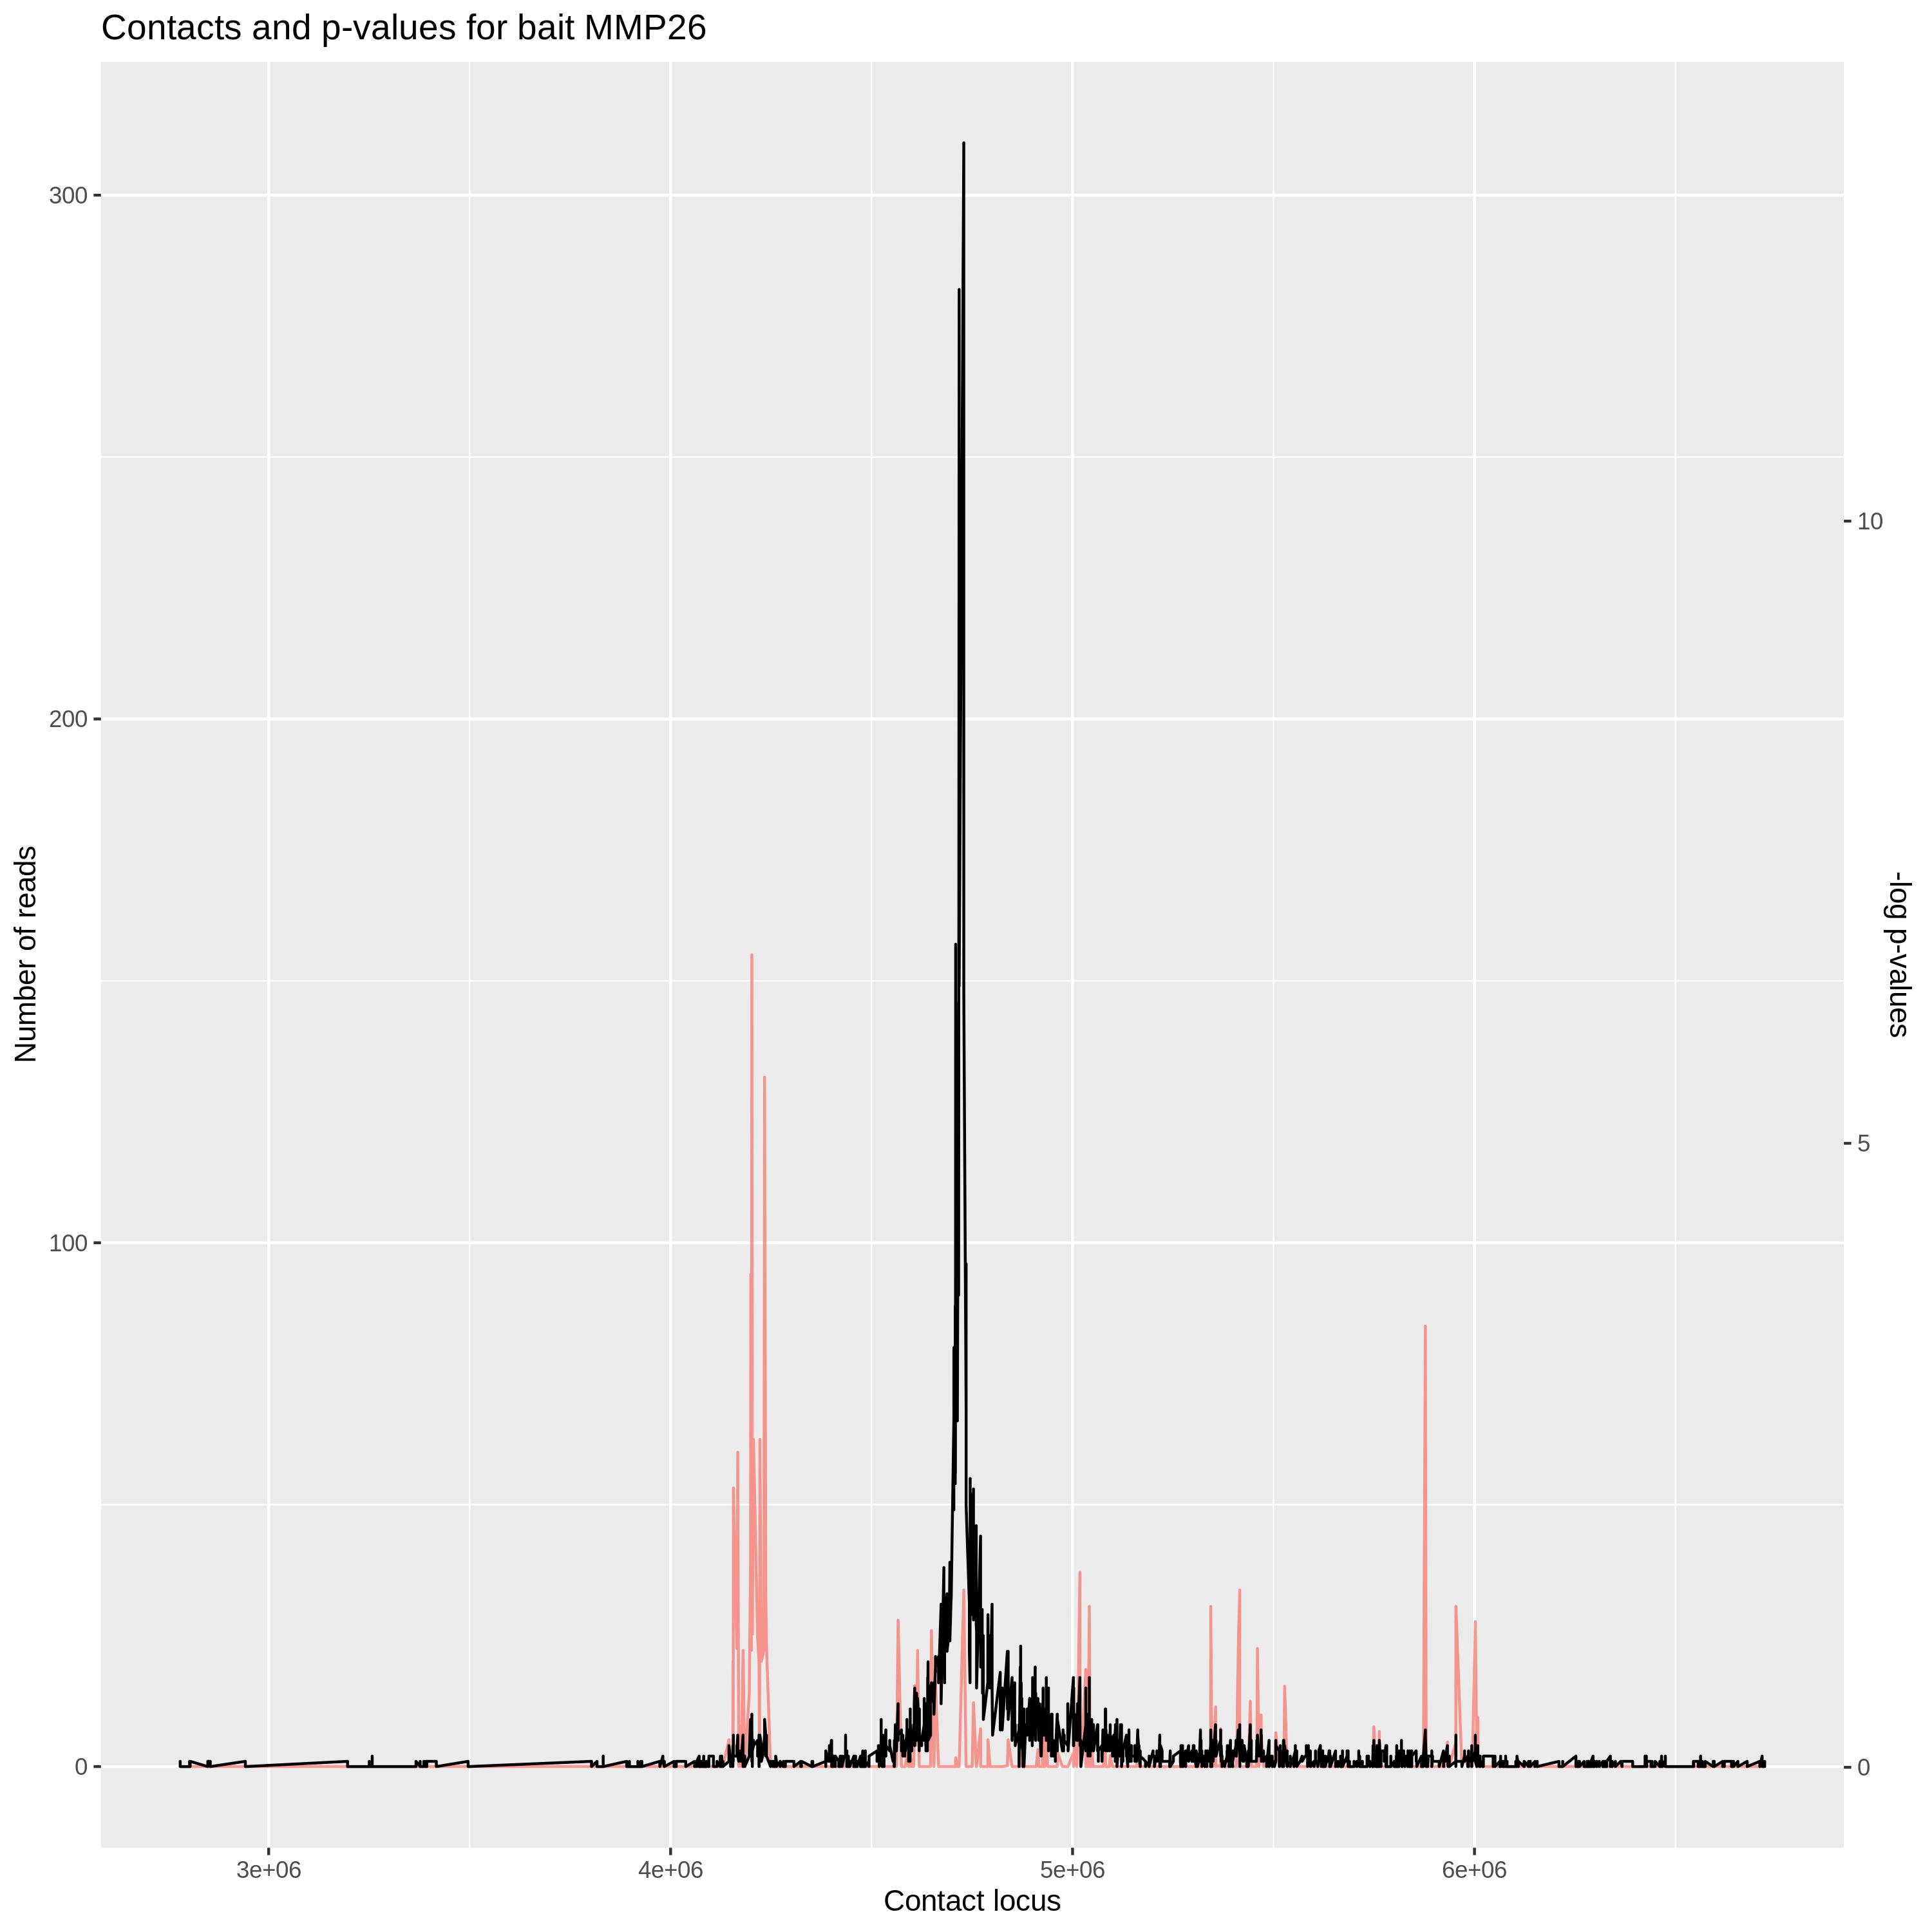 Contacts and p-values for bait MMP26
300
200
100
0
Number of reads
10
5
0
-log p-values
3e+06
4e+06
5e+06
6e+06
Contact locus